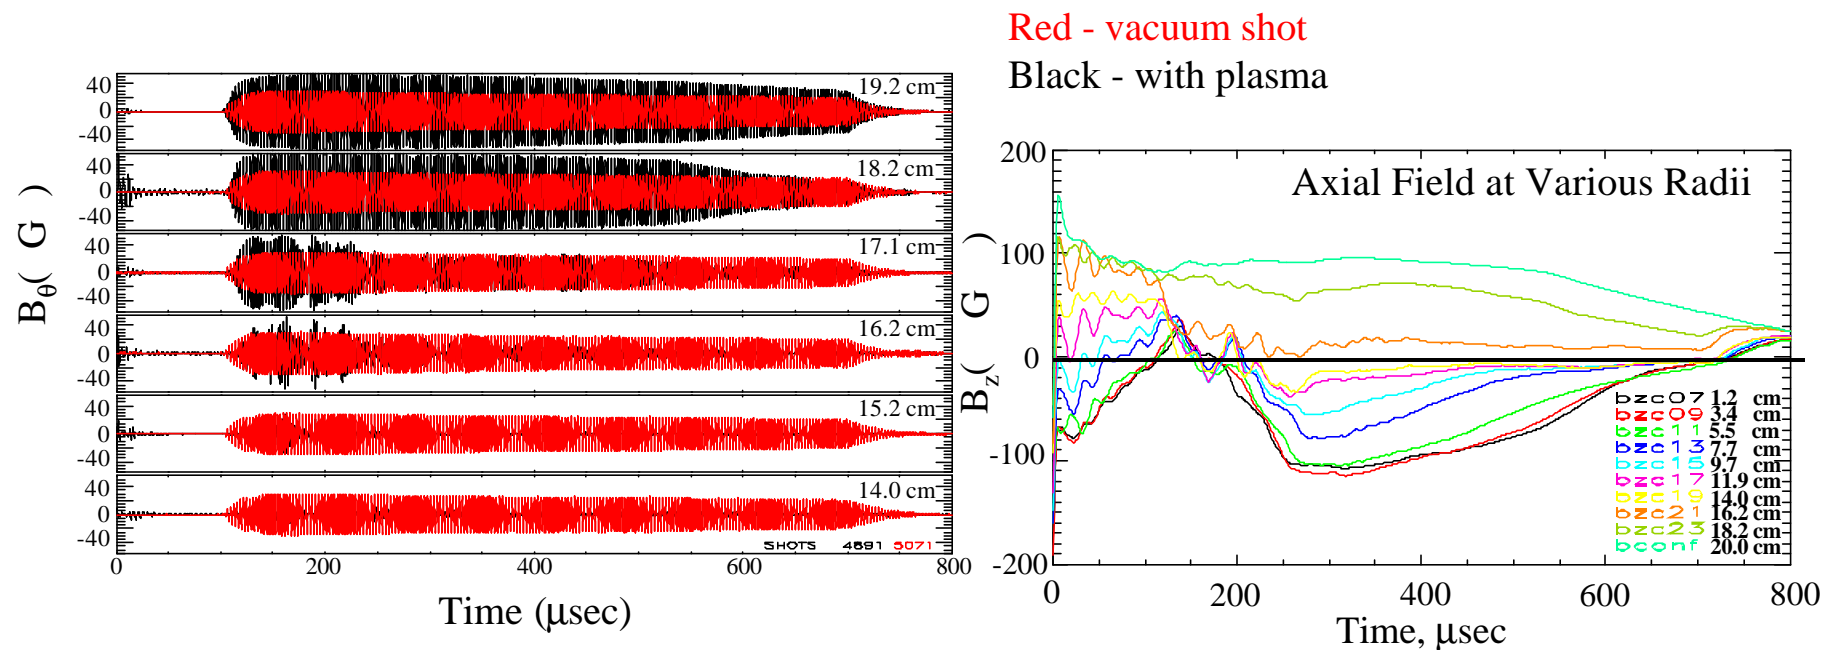 Red - vacuum shot
Black - with plasma
B_θ( G )
40
0
-40
19.2 cm
40
0
-40
18.2 cm
40
0
-40
17.1 cm
40
0
-40
16.2 cm
40
0
-40
15.2 cm
40
0
-40
14.0 cm
SHOTS 4691 5071
0 200 400 600 800
Time (μsec)
B_z( G )
200
100
0
-100
-200
Axial Field at Various Radii
bzc07 1.2 cm
bzc09 3.4 cm
bzc11 5.5 cm
bzc13 7.7 cm
bzc15 9.7 cm
bzc17 11.9 cm
bzc19 14.0 cm
bzc21 16.2 cm
bzc23 18.2 cm
bconf 20.0 cm
0 200 400 600 800
Time, μsec